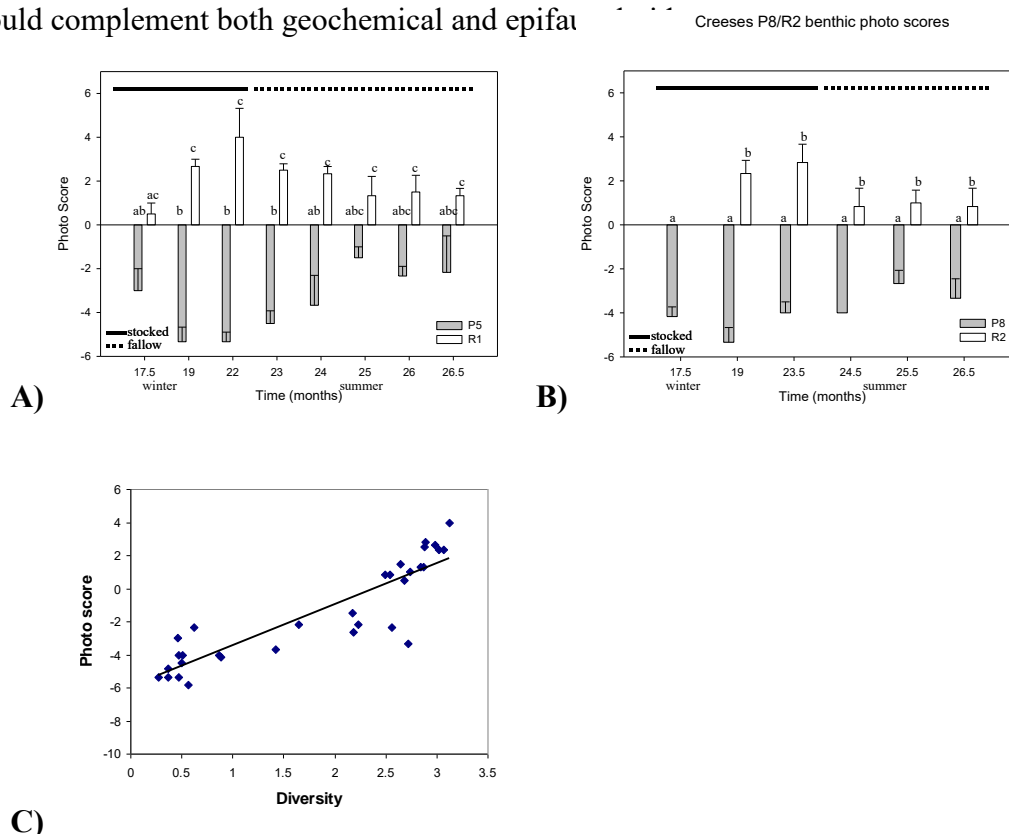 ould complement both geochemical and epifau
Creeses P8/R2 benthic photo scores
6
4
2
0
-2
-4
-6
Photo Score
ab ac b c b c b c ab c abc c abc c abc c
stocked
fallow
P5
R1
17.5 19 22 23 24 25 26 26.5
winter summer
Time (months)
A)
6
4
2
0
-2
-4
-6
Photo Score
a a b a b a b a b a b
stocked
fallow
P8
R2
17.5 19 23.5 24.5 25.5 26.5
winter summer
Time (months)
B)
6
4
2
0
-2
-4
-6
-8
-10
Photo score
0 0.5 1 1.5 2 2.5 3 3.5
Diversity
C)